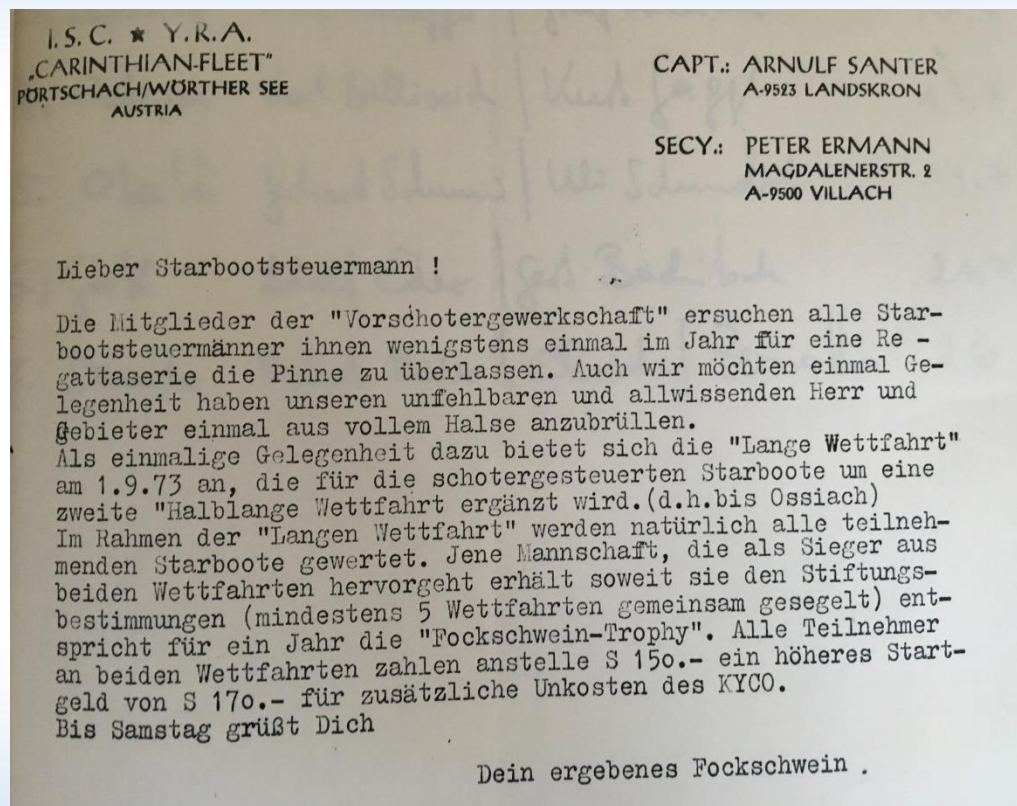 I.S.C. ★ Y.R.A.
„CARINTHIAN-FLEET"
PÖRTSCHACH/WÖRTHER SEE
AUSTRIA
CAPT.: ARNULF SANTER
A-9523 LANDSKRON
SECY.: PETER ERMANN
MAGDALENERSTR. 2
A-9500 VILLACH
Lieber Starbootsteuermann !
Die Mitglieder der "Vorschotergewerkschaft" ersuchen alle Star-
bootsteuermänner ihnen wenigstens einmal im Jahr für eine Re -
gattaserie die Pinne zu überlassen. Auch wir möchten einmal Ge-
legenheit haben unseren unfehlbaren und allwissenden Herr und
Gebieter einmal aus vollem Halse anzubrüllen.
Als einmalige Gelegenheit dazu bietet sich die "Lange Wettfahrt"
am 1.9.73 an, die für die schotergesteuerten Starboote um eine
zweite "Halblange Wettfahrt ergänzt wird.(d.h.bis Ossiach)
Im Rahmen der "Langen Wettfahrt" werden natürlich alle teilneh-
menden Starboote gewertet. Jene Mannschaft, die als Sieger aus
beiden Wettfahrten hervorgeht erhält soweit sie den Stiftungs-
bestimmungen (mindestens 5 Wettfahrten gemeinsam gesegelt) ent-
spricht für ein Jahr die "Fockschwein-Trophy". Alle Teilnehmer
an beiden Wettfahrten zahlen anstelle S 15o.- ein höheres Start-
geld von S 17o.- für zusätzliche Unkosten des KYCO.
Bis Samstag grüßt Dich
Dein ergebenes Fockschwein .